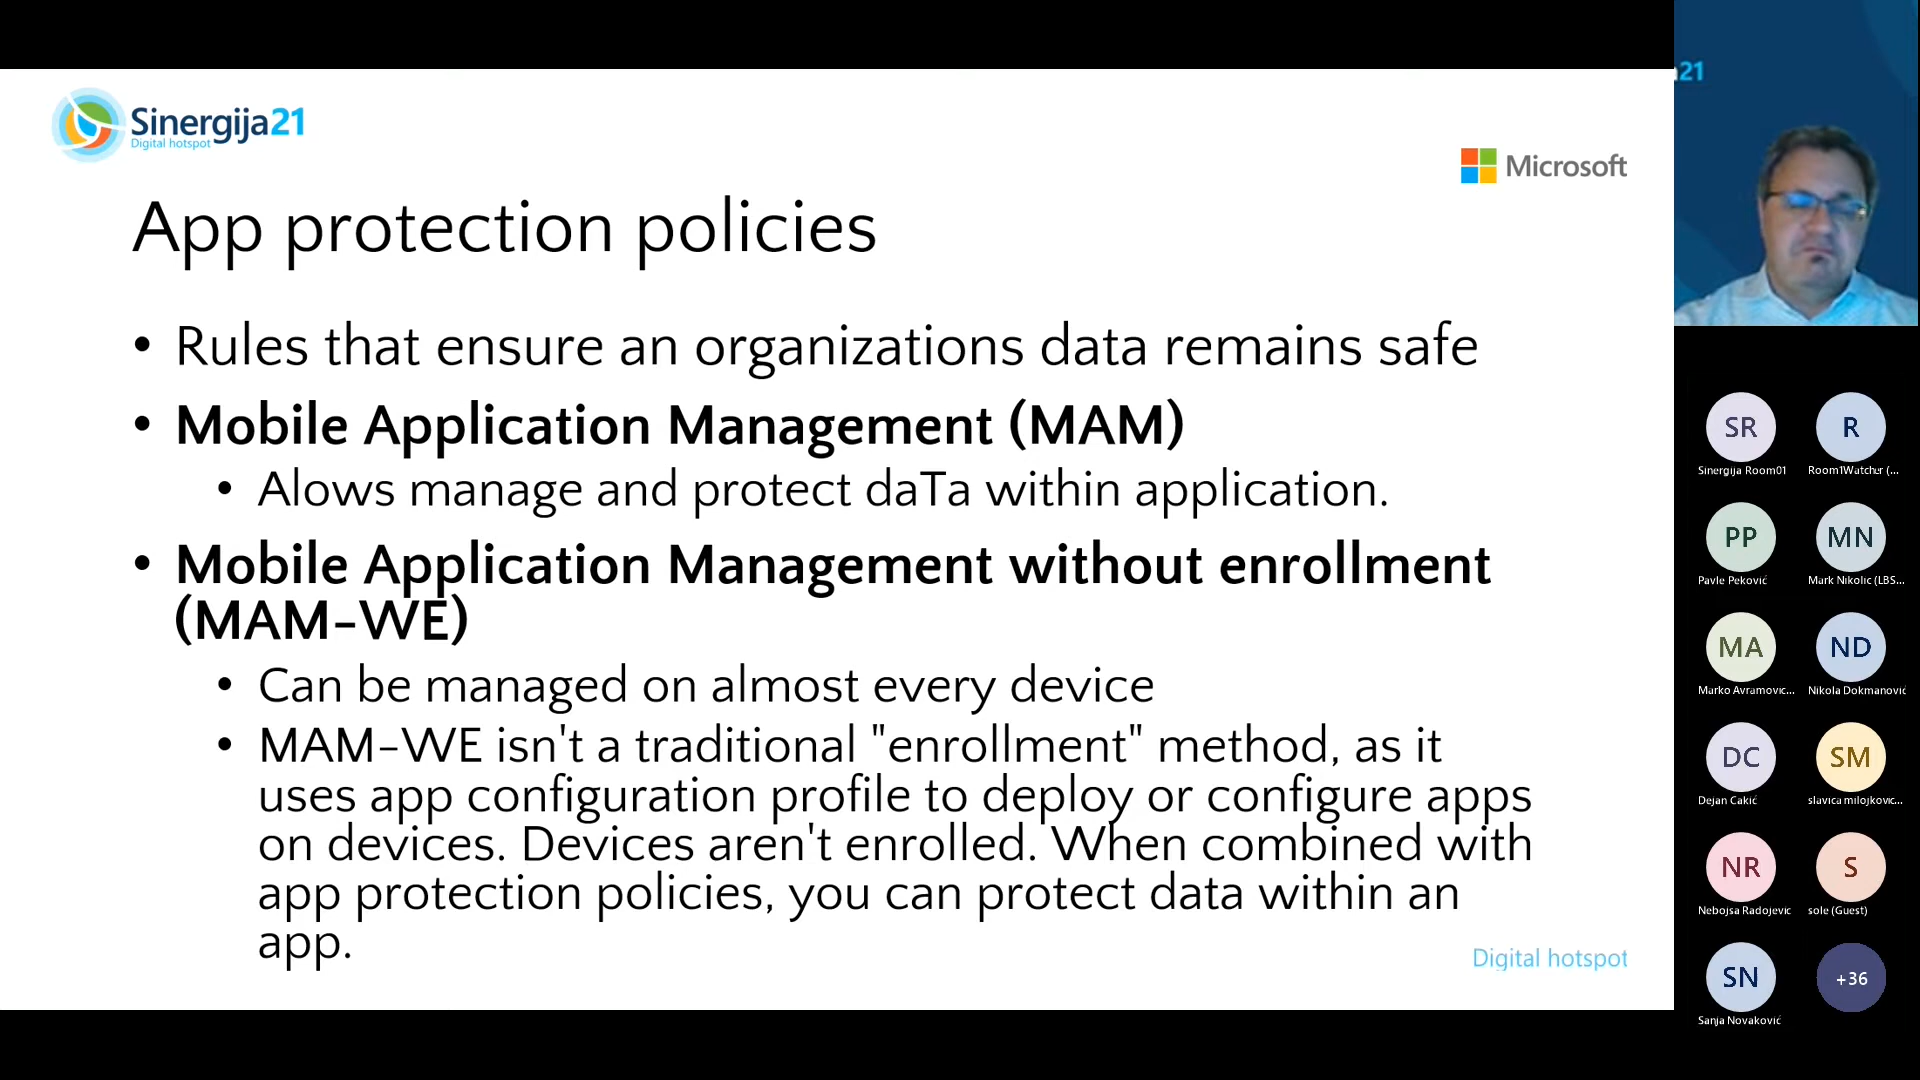 Sinergija21
Digital hotspot
Microsoft
App protection policies
• Rules that ensure an organizations data remains safe
• Mobile Application Management (MAM)
• Alows manage and protect daTa within application.
• Mobile Application Management without enrollment
(MAM-WE)
• Can be managed on almost every device
• MAM-WE isn't a traditional "enrollment" method, as it
uses app configuration profile to deploy or configure apps
on devices. Devices aren't enrolled. When combined with
app protection policies, you can protect data within an
app.
Digital hotspot
21
SR
R
Sinergija Room01
Room1Watcher (...
PP
MN
Pavle Peković
Mark Nikolic (LBS...
MA
ND
Marko Avramovic...
Nikola Dokmanović
DC
SM
Dejan Cakić
slavica milojkovic...
NR
S
Nebojsa Radojevic
sole (Guest)
SN
+36
Sanja Novaković